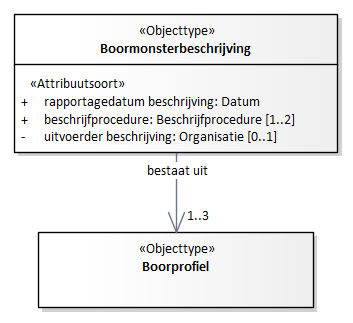 «Objecttype»
Boormonsterbeschrijving
«Attribuutsoort»
+ rapportagedatum beschrijving: Datum
+ beschrijfprocedure: Beschrijfprocedure [1..2]
- uitvoerder beschrijving: Organisatie [0..1]
bestaat uit
1..3
«Objecttype»
Boorprofiel